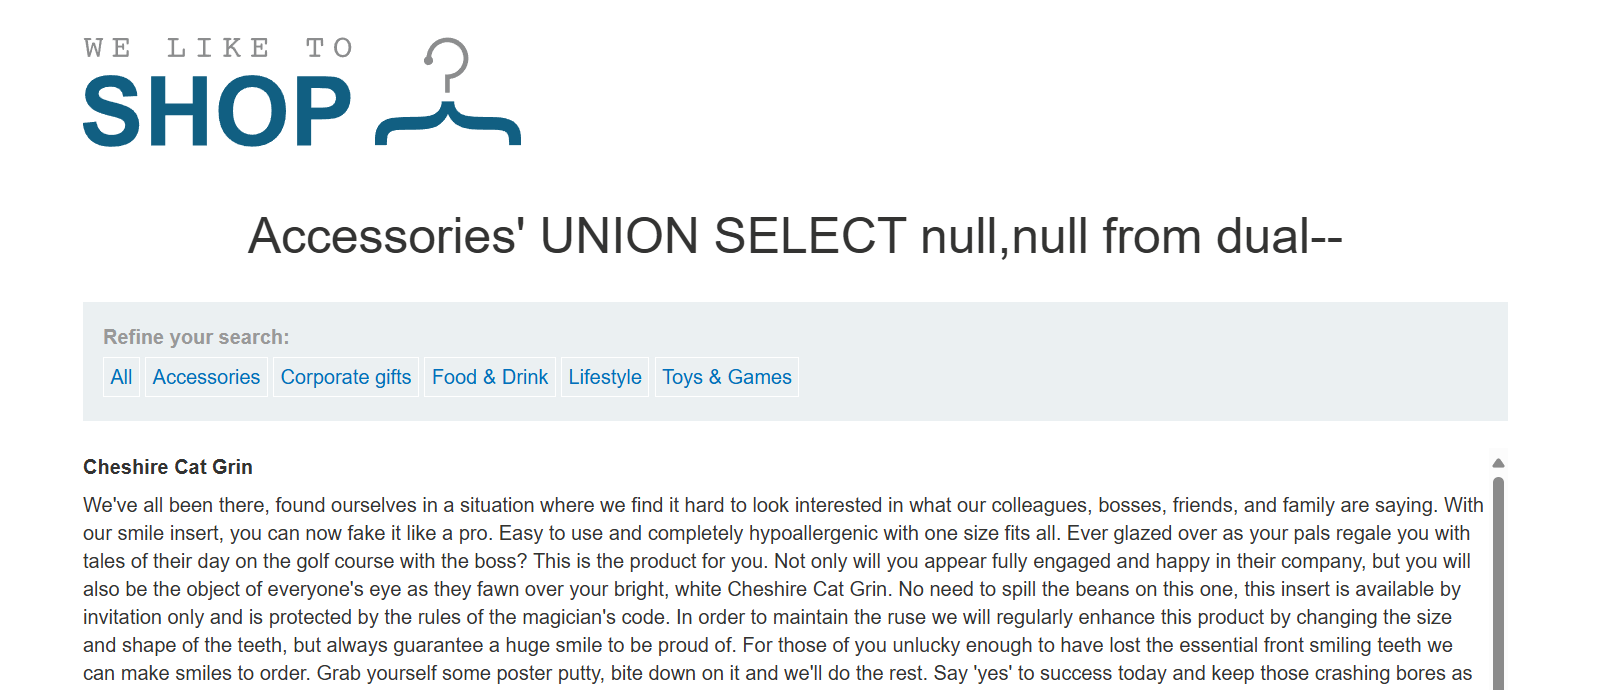 WE LIKE TO
SHOP
Accessories' UNION SELECT null,null from dual--
Refine your search:
All Accessories Corporate gifts Food & Drink Lifestyle Toys & Games
Cheshire Cat Grin
We've all been there, found ourselves in a situation where we find it hard to look interested in what our colleagues, bosses, friends, and family are saying. With
our smile insert, you can now fake it like a pro. Easy to use and completely hypoallergenic with one size fits all. Ever glazed over as your pals regale you with
tales of their day on the golf course with the boss? This is the product for you. Not only will you appear fully engaged and happy in their company, but you will
also be the object of everyone's eye as they fawn over your bright, white Cheshire Cat Grin. No need to spill the beans on this one, this insert is available by
invitation only and is protected by the rules of the magician's code. In order to maintain the ruse we will regularly enhance this product by changing the size
and shape of the teeth, but always guarantee a huge smile to be proud of. For those of you unlucky enough to have lost the essential front smiling teeth we
can make smiles to order. Grab yourself some poster putty, bite down on it and we'll do the rest. Say 'yes' to success today and keep those crashing bores as